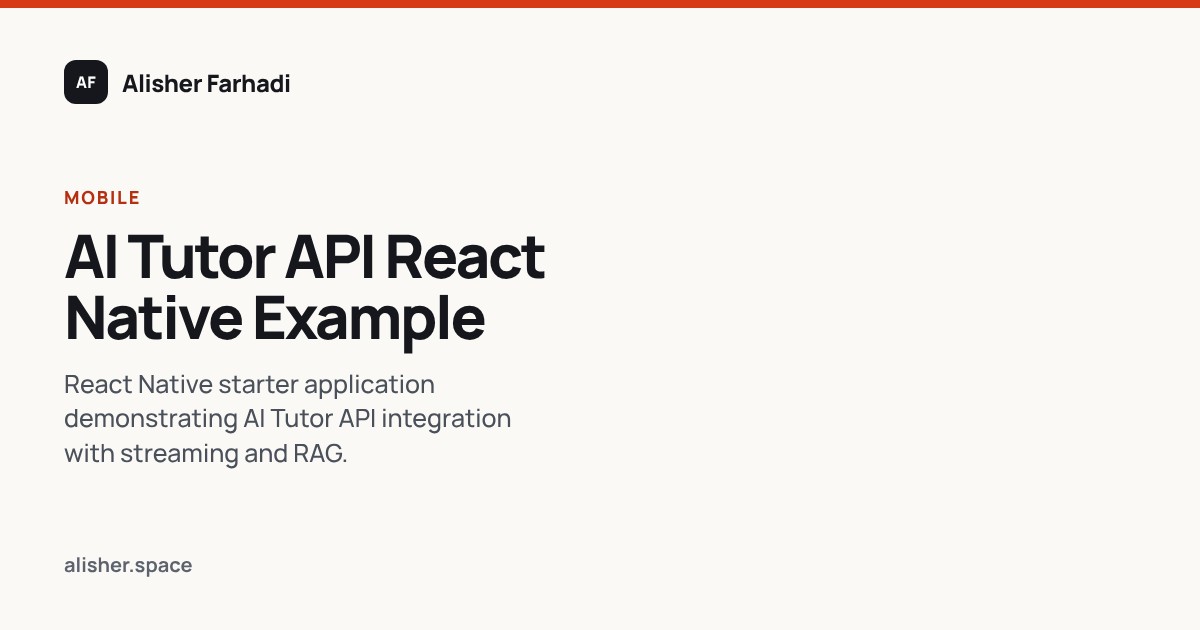 AF
Alisher Farhadi
MOBILE
AI Tutor API React
Native Example
React Native starter application
demonstrating AI Tutor API integration
with streaming and RAG.
alisher.space